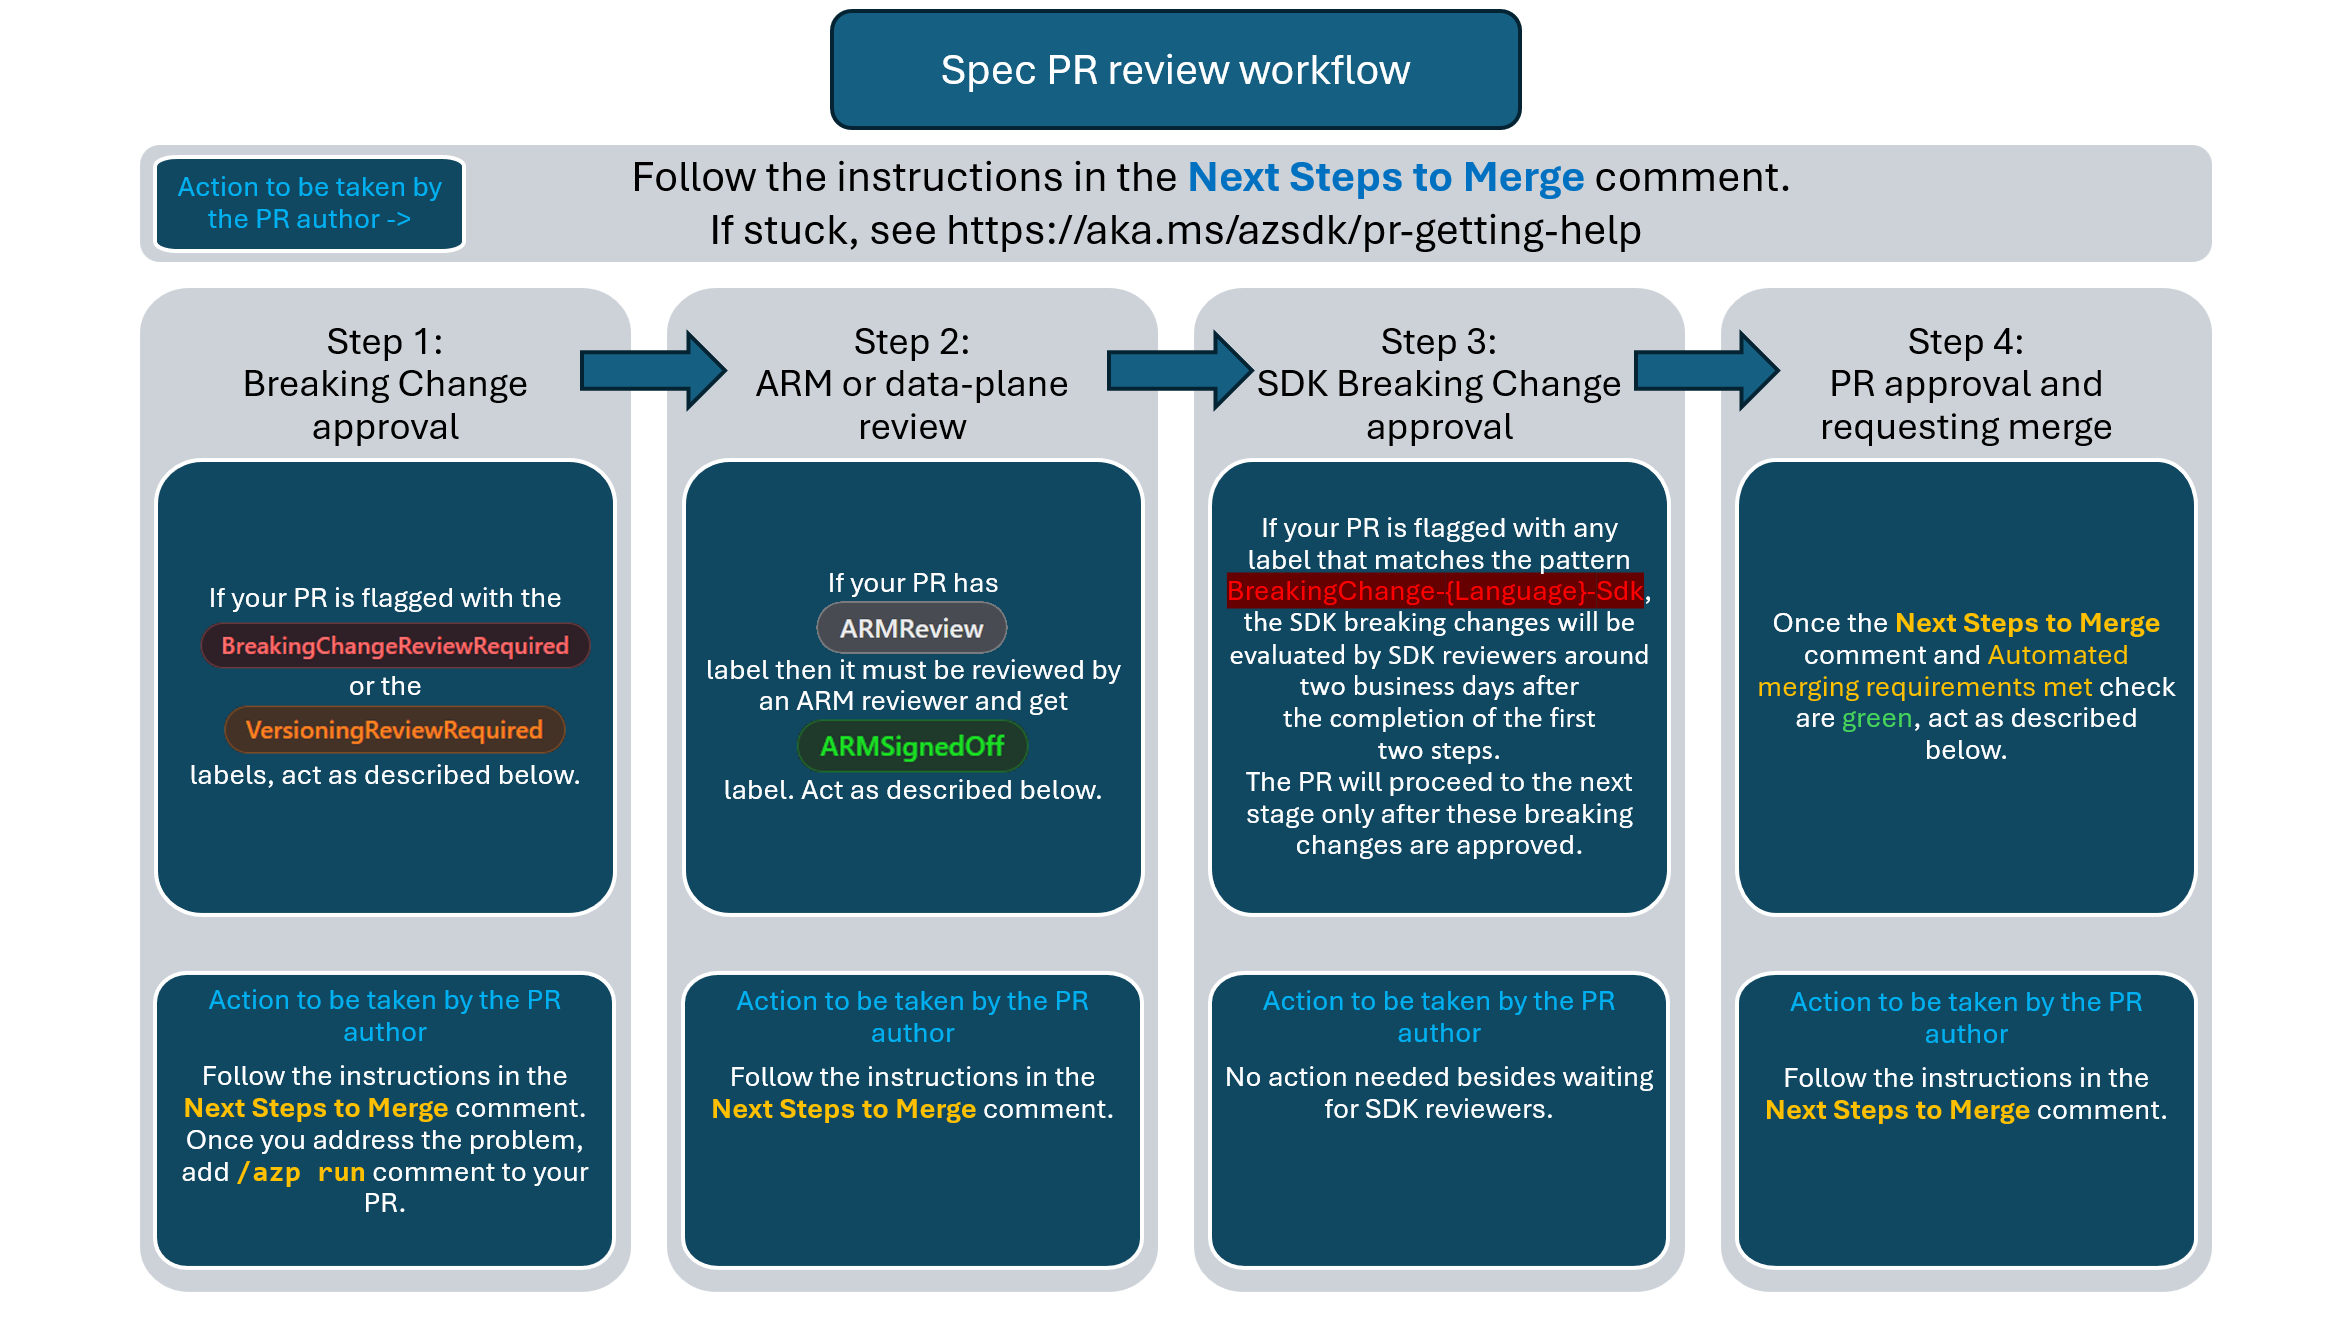 Spec PR review workflow
Action to be taken by
the PR author ->
Follow the instructions in the Next Steps to Merge comment.
If stuck, see https://aka.ms/azsdk/pr-getting-help
Step 1:
Breaking Change
approval
If your PR is flagged with the
BreakingChangeReviewRequired
or the
VersioningReviewRequired
labels, act as described below.
Action to be taken by the PR
author
Follow the instructions in the
Next Steps to Merge comment.
Once you address the problem,
add /azp run comment to your
PR.
Step 2:
ARM or data-plane
review
If your PR has
ARMReview
label then it must be reviewed by
an ARM reviewer and get
ARMSignedOff
label. Act as described below.
Action to be taken by the PR
author
Follow the instructions in the
Next Steps to Merge comment.
Step 3:
SDK Breaking Change
approval
If your PR is flagged with any
label that matches the pattern
BreakingChange-{Language}-Sdk,
the SDK breaking changes will be
evaluated by SDK reviewers around
two business days after
the completion of the first
two steps.
The PR will proceed to the next
stage only after these breaking
changes are approved.
Action to be taken by the PR
author
No action needed besides waiting
for SDK reviewers.
Step 4:
PR approval and
requesting merge
Once the Next Steps to Merge
comment and Automated
merging requirements met check
are green, act as described
below.
Action to be taken by the PR
author
Follow the instructions in the
Next Steps to Merge comment.